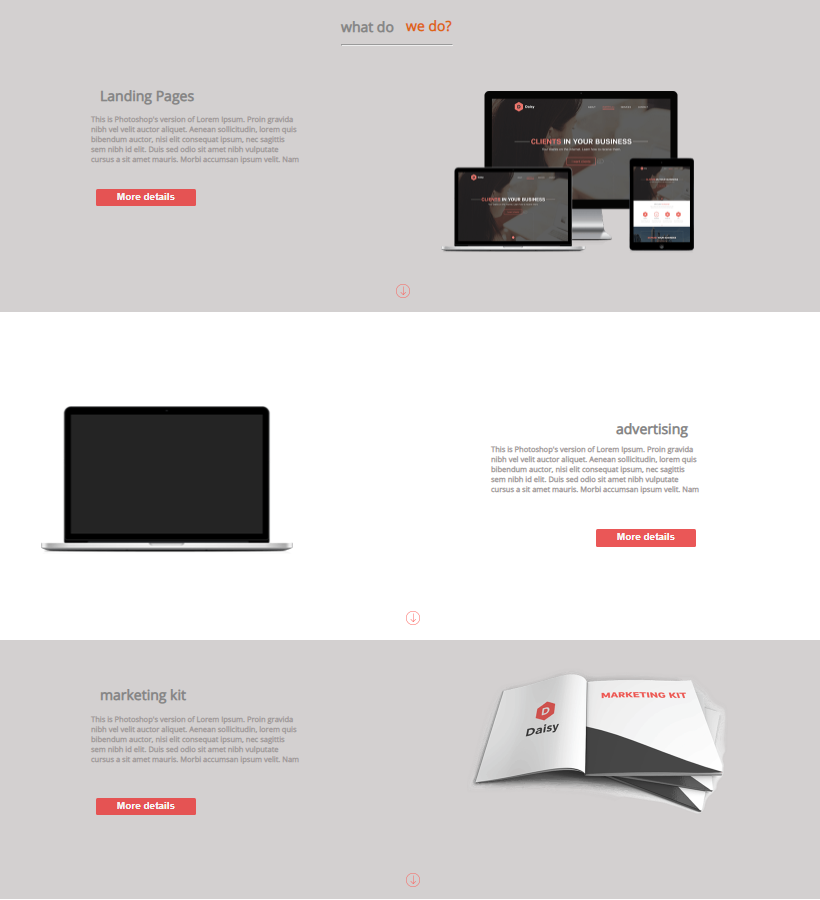 what do we do?
Landing Pages
This is Photoshop's version of Lorem Ipsum. Proin gravida
nibh vel velit auctor aliquet. Aenean sollicitudin, lorem quis
bibendum auctor, nisi elit consequat ipsum, nec sagittis
sem nibh id elit. Duis sed odio sit amet nibh vulputate
cursus a sit amet mauris. Morbi accumsan ipsum velit. Nam
More details
Daisy
CLIENTS IN YOUR BUSINESS
CLIENTS IN YOUR BUSINESS
advertising
This is Photoshop's version of Lorem Ipsum. Proin gravida
nibh vel velit auctor aliquet. Aenean sollicitudin, lorem quis
bibendum auctor, nisi elit consequat ipsum, nec sagittis
sem nibh id elit. Duis sed odio sit amet nibh vulputate
cursus a sit amet mauris. Morbi accumsan ipsum velit. Nam
More details
marketing kit
This is Photoshop's version of Lorem Ipsum. Proin gravida
nibh vel velit auctor aliquet. Aenean sollicitudin, lorem quis
bibendum auctor, nisi elit consequat ipsum, nec sagittis
sem nibh id elit. Duis sed odio sit amet nibh vulputate
cursus a sit amet mauris. Morbi accumsan ipsum velit. Nam
More details
MARKETING KIT
D
Daisy